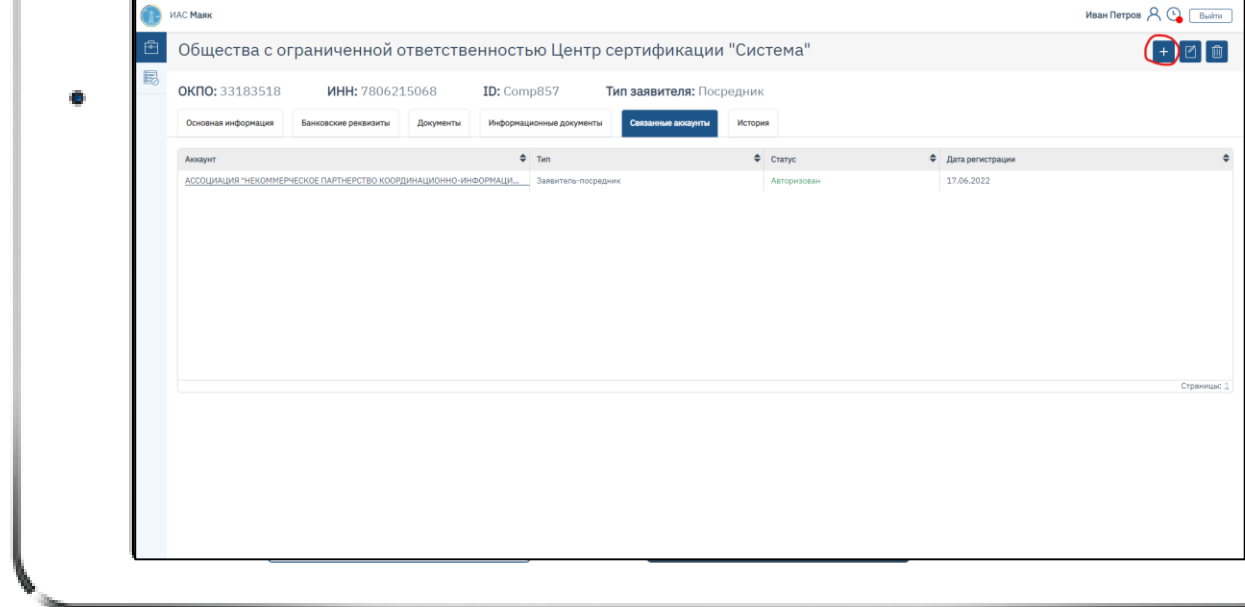 ИАС Маяк
Иван Петров
Выйти
Общества с ограниченной ответственностью Центр сертификации "Система"
ОКПО: 33183518 ИНН: 7806215068 ID: Comp857 Тип заявителя: Посредник
Основная информация Банковские реквизиты Документы Информационные документы Связанные аккаунты История
Аккаунт Тип Статус Дата регистрации
АССОЦИАЦИЯ "НЕКОММЕРЧЕСКОЕ ПАРТНЕРСТВО КООРДИНАЦИОННО-ИНФОРМАЦИ... Заявитель-посредник Авторизован 17.06.2022
Страницы: 1